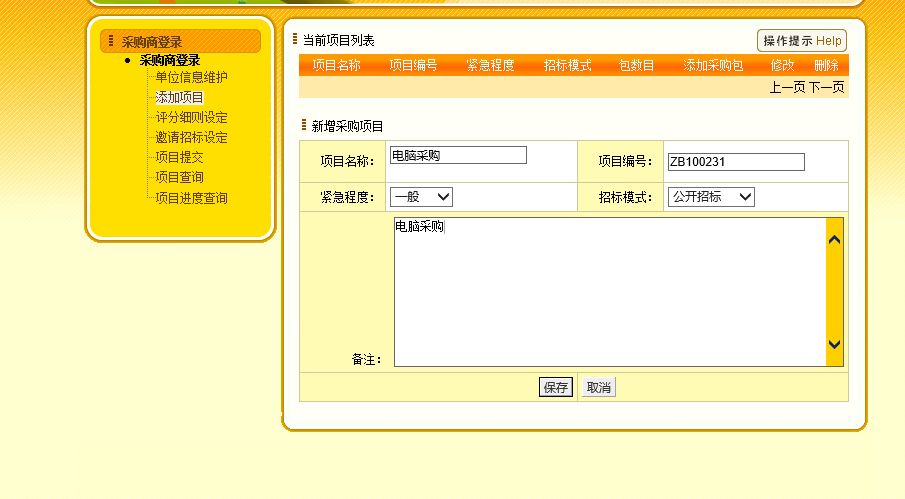 采购商登录
采购商登录
单位信息维护
添加项目
评分细则设定
邀请招标设定
项目提交
项目查询
项目进度查询
当前项目列表
操作提示 Help
项目名称 项目编号 紧急程度 招标模式 包数目 添加采购包 修改 删除
上一页 下一页
新增采购项目
项目名称： 电脑采购 项目编号： ZB100231
紧急程度： 一般 招标模式： 公开招标
电脑采购
备注：
保存 取消